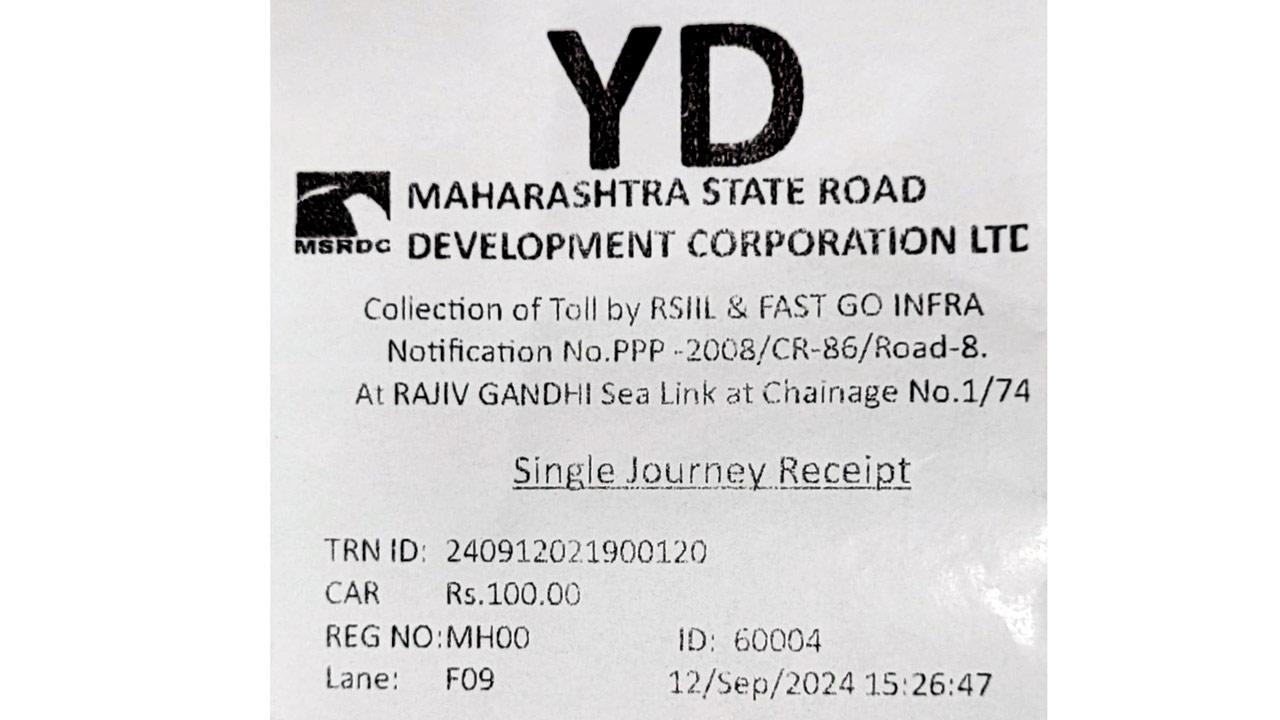 YD
MSRDC
MAHARASHTRA STATE ROAD
DEVELOPMENT CORPORATION LTD
Collection of Toll by RSIIL & FAST GO INFRA
Notification No.PPP -2008/CR-86/Road-8.
At RAJIV GANDHI Sea Link at Chainage No.1/74
Single Journey Receipt
TRN ID: 240912021900120
CAR Rs.100.00
REG NO:MH00 ID: 60004
Lane: F09 12/Sep/2024 15:26:47